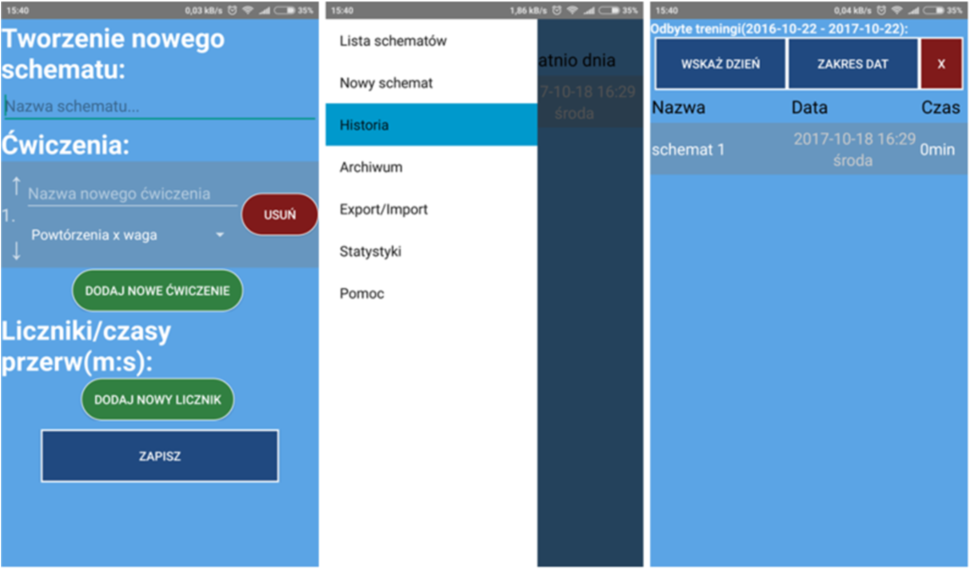 15:40 0,03 kB/s 35%
Tworzenie nowego
schematu:
Nazwa schematu...
Ćwiczenia:
↑
Nazwa nowego ćwiczenia
1.
USUŃ
Powtórzenia x waga
↓
DODAJ NOWE ĆWICZENIE
Liczniki/czasy
przerw(m:s):
DODAJ NOWY LICZNIK
ZAPISZ
15:40 1,86 kB/s 35%
Lista schematów
atnio dnia
Nowy schemat
7-10-18 16:29
środa
Historia
Archiwum
Export/Import
Statystyki
Pomoc
15:40 0,04 kB/s 35%
Odbyte treningi(2016-10-22 - 2017-10-22):
WSKAŻ DZIEŃ ZAKRES DAT X
Nazwa Data Czas
schemat 1 2017-10-18 16:29 0min
środa